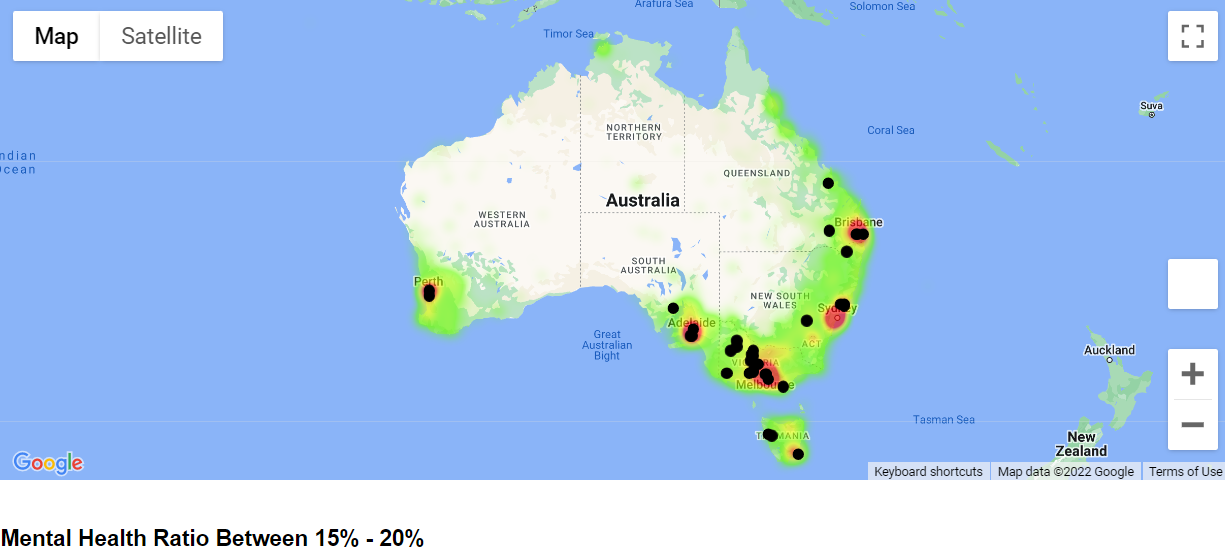 Arafura Sea
Solomon Sea
Map
Satellite
Timor Sea
Suva
Coral Sea
NORTHERN
TERRITORY
ndian
Ocean
QUEENSLAND
Australia
WESTERN
AUSTRALIA
Brisbane
SOUTH
AUSTRALIA
Perth
NEW SOUTH
WALES
Sydney
Adelaide
Great
Australian
Bight
ACT
Auckland
VICTORIA
Melbourne
Tasman Sea
TASMANIA
New
Zealand
Google
Keyboard shortcuts
Map data ©2022 Google
Terms of Use
Mental Health Ratio Between 15% - 20%